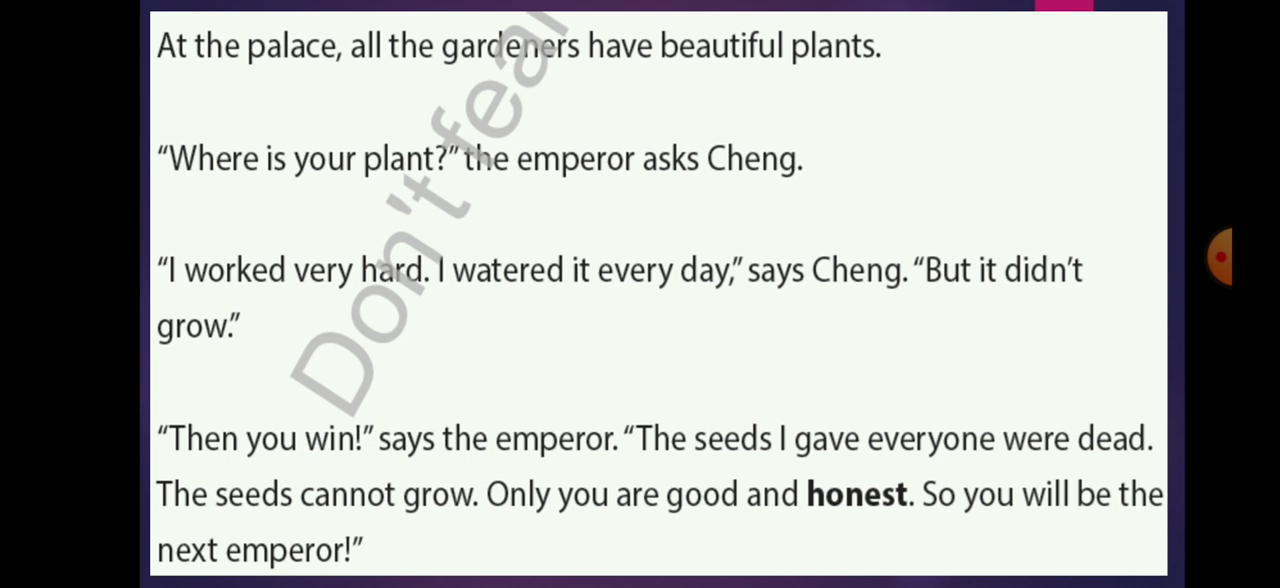 At the palace, all the gardeners have beautiful plants.
“Where is your plant?” the emperor asks Cheng.
“I worked very hard. I watered it every day,” says Cheng. “But it didn’t
grow.”
“Then you win!” says the emperor. “The seeds I gave everyone were dead.
The seeds cannot grow. Only you are good and honest. So you will be the
next emperor!”
Don't fear